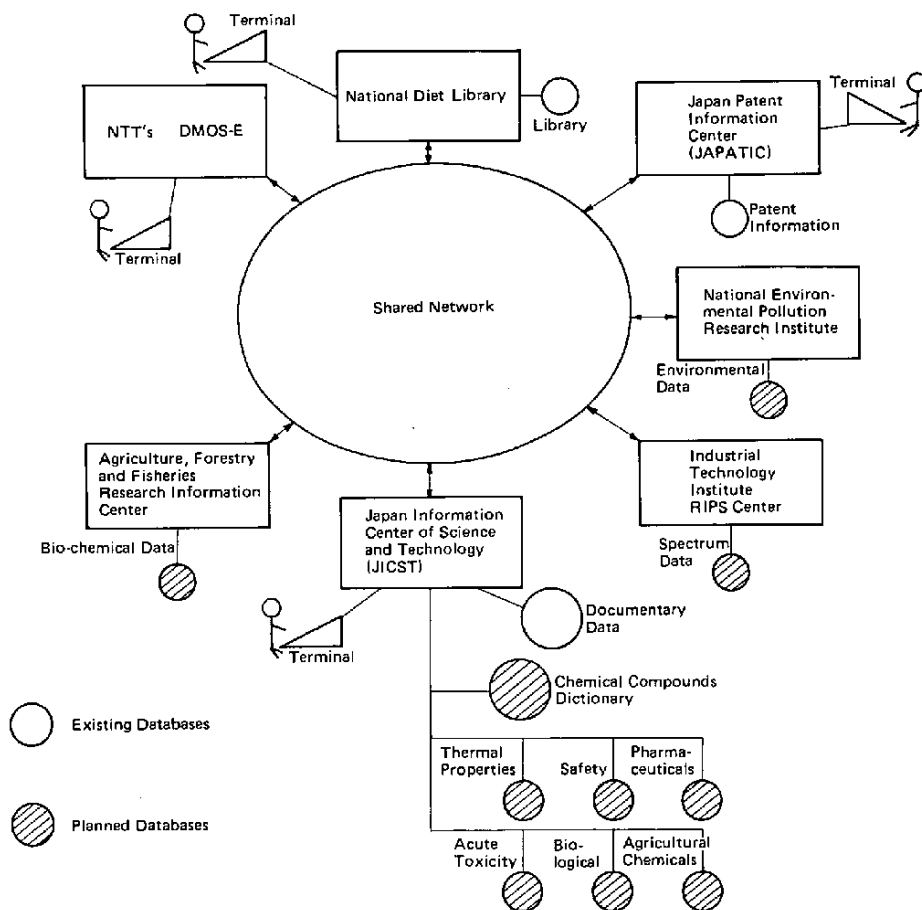 Terminal
National Diet Library
Library
NTT's DMOS-E
Terminal
Japan Patent
Information
Center
(JAPATIC)
Terminal
Patent
Information
Shared Network
National Environ-
mental Pollution
Research Institute
Environmental
Data
Agriculture, Forestry
and Fisheries
Research Information
Center
Bio-chemical Data
Japan Information
Center of Science
and Technology
(JICST)
Terminal
Industrial
Technology
Institute
RIPS Center
Spectrum
Data
Documentary
Data
Chemical Compounds
Dictionary
Existing Databases
Thermal
Properties
Safety
Pharma-
ceuticals
Planned Databases
Acute
Toxicity
Bio-
logical
Agricultural
Chemicals